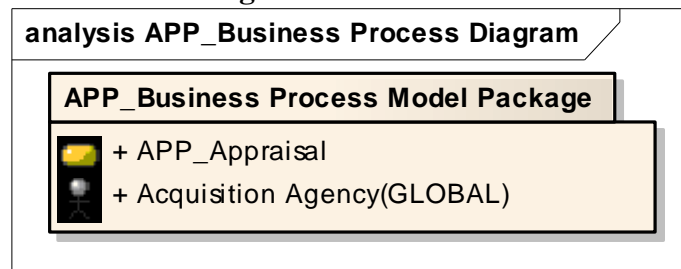 analysis APP_Business Process Diagram
APP_Business Process Model Package
+ APP_Appraisal
+ Acquisition Agency(GLOBAL)